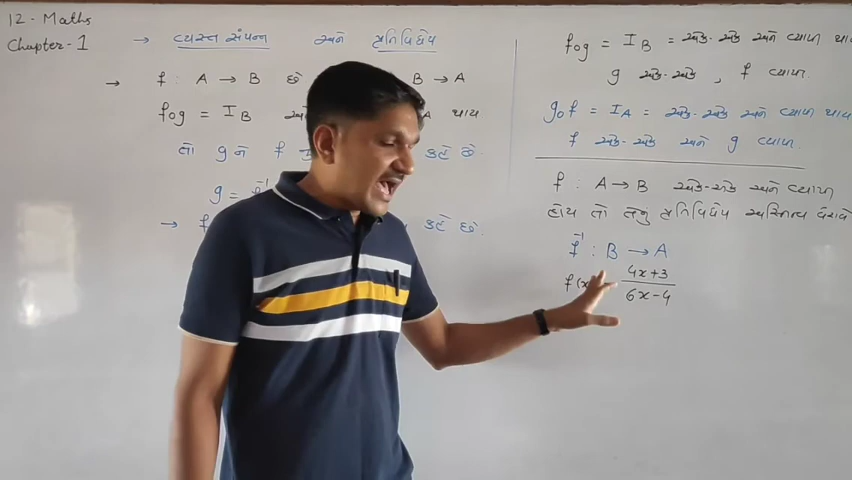 12 - Maths
Chapter - 1
→ વ્યસ્ત સંપન્ન અને પ્રતિવિધેય
→ f : A → B છે B → A
fog = I_B અને A થાય
તો g ને f કહે છે.
g = f⁻¹
→ f કહે છે.
fog = I_B = એક-એક અને વ્યાપ્ત થાય
g એક-એક , f વ્યાપ્ત.
gof = I_A = એક-એક અને વ્યાપ્ત થાય
f એક-એક અને g વ્યાપ્ત.
f : A → B એક-એક અને વ્યાપ્ત
હોય તો તેનું પ્રતિવિધેય અસ્તિત્વ ધરાવે
f⁻¹ : B → A
f(x 4x+3
6x-4